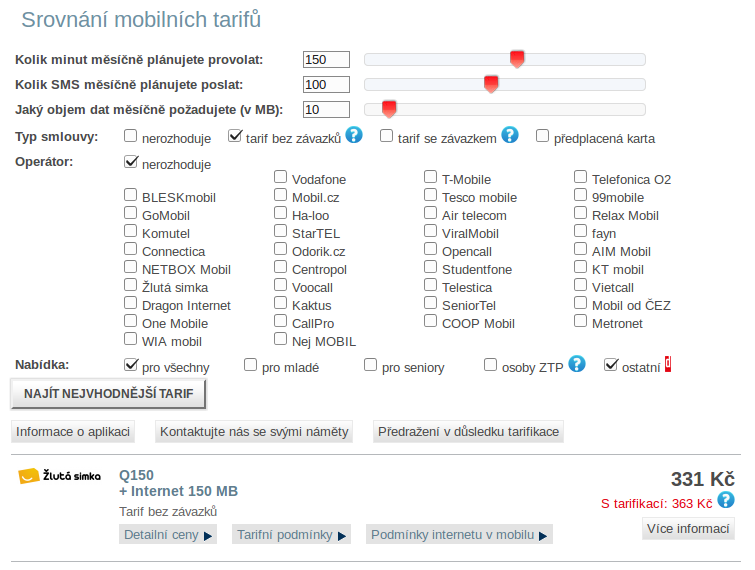 Srovnání mobilních tarifů
Kolik minut měsíčně plánujete provolat: 150
Kolik SMS měsíčně plánujete poslat: 100
Jaký objem dat měsíčně požadujete (v MB): 10
Typ smlouvy: nerozhoduje tarif bez závazků ? tarif se závazkem ? předplacená karta
Operátor: nerozhoduje
Vodafone T-Mobile Telefonica O2
BLESKmobil Mobil.cz Tesco mobile 99mobile
GoMobil Ha-loo Air telecom Relax Mobil
Komutel StarTEL ViralMobil fayn
Connectica Odorik.cz Opencall AIM Mobil
NETBOX Mobil Centropol Studentfone KT mobil
Žlutá simka Voocall Telestica Vietcall
Dragon Internet Kaktus SeniorTel Mobil od ČEZ
One Mobile CallPro COOP Mobil Metronet
WIA mobil Nej MOBIL
Nabídka: pro všechny pro mladé pro seniory osoby ZTP ? ostatní
NAJÍT NEJVHODNĚJŠÍ TARIF
Informace o aplikaci Kontaktujte nás se svými náměty Předražení v důsledku tarifikace
Žlutá simka Q150 331 Kč
+ Internet 150 MB
S tarifikací: 363 Kč ?
Tarif bez závazků
Detailní ceny Tarifní podmínky Podmínky internetu v mobilu Více informací